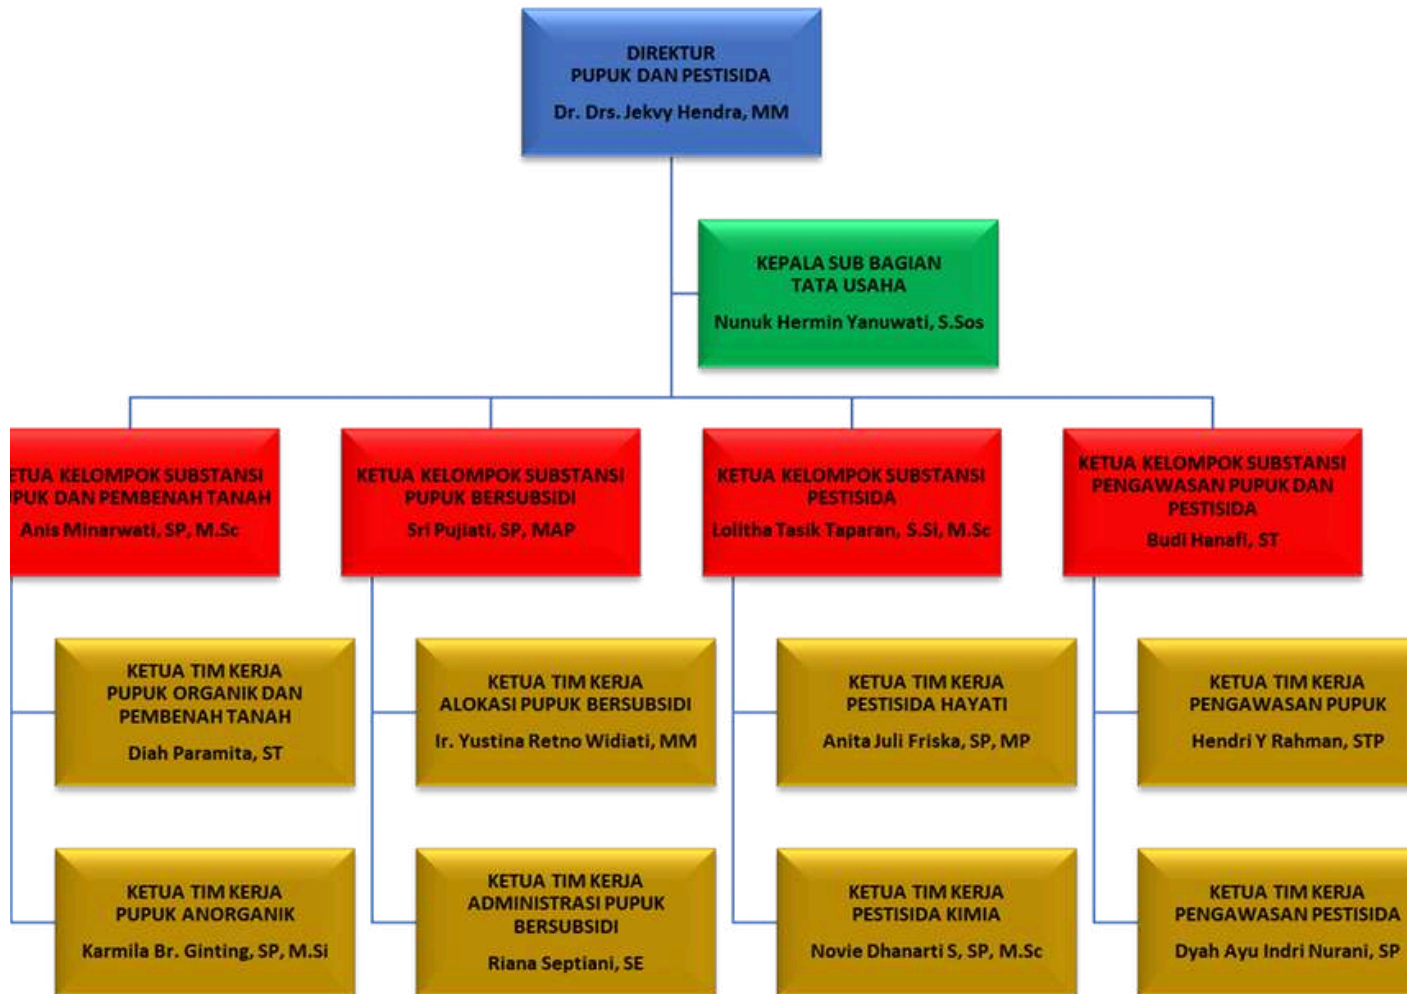 DIREKTUR
PUPUK DAN PESTISIDA
Dr. Drs. Jekvy Hendra, MM
KEPALA SUB BAGIAN
TATA USAHA
Nunuk Hermin Yanuwati, S.Sos
ETUA KELOMPOK SUBSTANSI
UPUK DAN PEMBENAH TANAH
Anis Minarwati, SP, M.Sc
KETUA KELOMPOK SUBSTANSI
PUPUK BERSUBSIDI
Sri Pujiati, SP, MAP
KETUA KELOMPOK SUBSTANSI
PESTISIDA
Lolitha Tasik Taparan, S.Si, M.Sc
KETUA KELOMPOK SUBSTANSI
PENGAWASAN PUPUK DAN
PESTISIDA
Budi Hanafi, ST
KETUA TIM KERJA
PUPUK ORGANIK DAN
PEMBENAH TANAH
Diah Paramita, ST
KETUA TIM KERJA
ALOKASI PUPUK BERSUBSIDI
Ir. Yustina Retno Widiati, MM
KETUA TIM KERJA
PESTISIDA HAYATI
Anita Juli Friska, SP, MP
KETUA TIM KERJA
PENGAWASAN PUPUK
Hendri Y Rahman, STP
KETUA TIM KERJA
PUPUK ANORGANIK
Karmila Br. Ginting, SP, M.Si
KETUA TIM KERJA
ADMINISTRASI PUPUK
BERSUBSIDI
Riana Septiani, SE
KETUA TIM KERJA
PESTISIDA KIMIA
Novie Dhanarti S, SP, M.Sc
KETUA TIM KERJA
PENGAWASAN PESTISIDA
Dyah Ayu Indri Nurani, SP